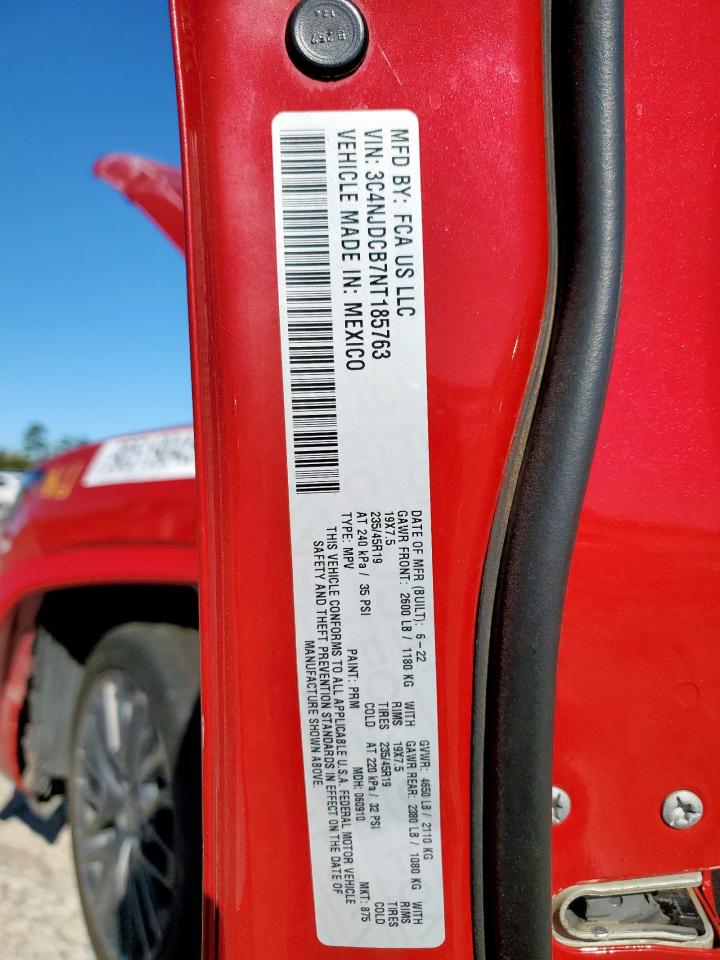 MFD BY: FCA US LLC
VIN: 3C4NJDCB7NT185763
VEHICLE MADE IN: MEXICO
DATE OF MFR (BUILT): 6-22 GVWR: 4650 LB / 2110 KG
GAWR FRONT: 2600 LB / 1180 KG WITH GAWR REAR: 2380 LB / 1080 KG WITH
19X7.5 RIMS 19X7.5 RIMS
235/45R19 TIRES 235/45R19 TIRES
AT 240 kPa / 35 PSI COLD AT 220 kPa / 32 PSI COLD
TYPE: MPV PAINT: PRM MDH: 060910 MKT: 875
THIS VEHICLE CONFORMS TO ALL APPLICABLE U.S.A. FEDERAL MOTOR VEHICLE
SAFETY AND THEFT PREVENTION STANDARDS IN EFFECT ON THE DATE OF
MANUFACTURE SHOWN ABOVE.